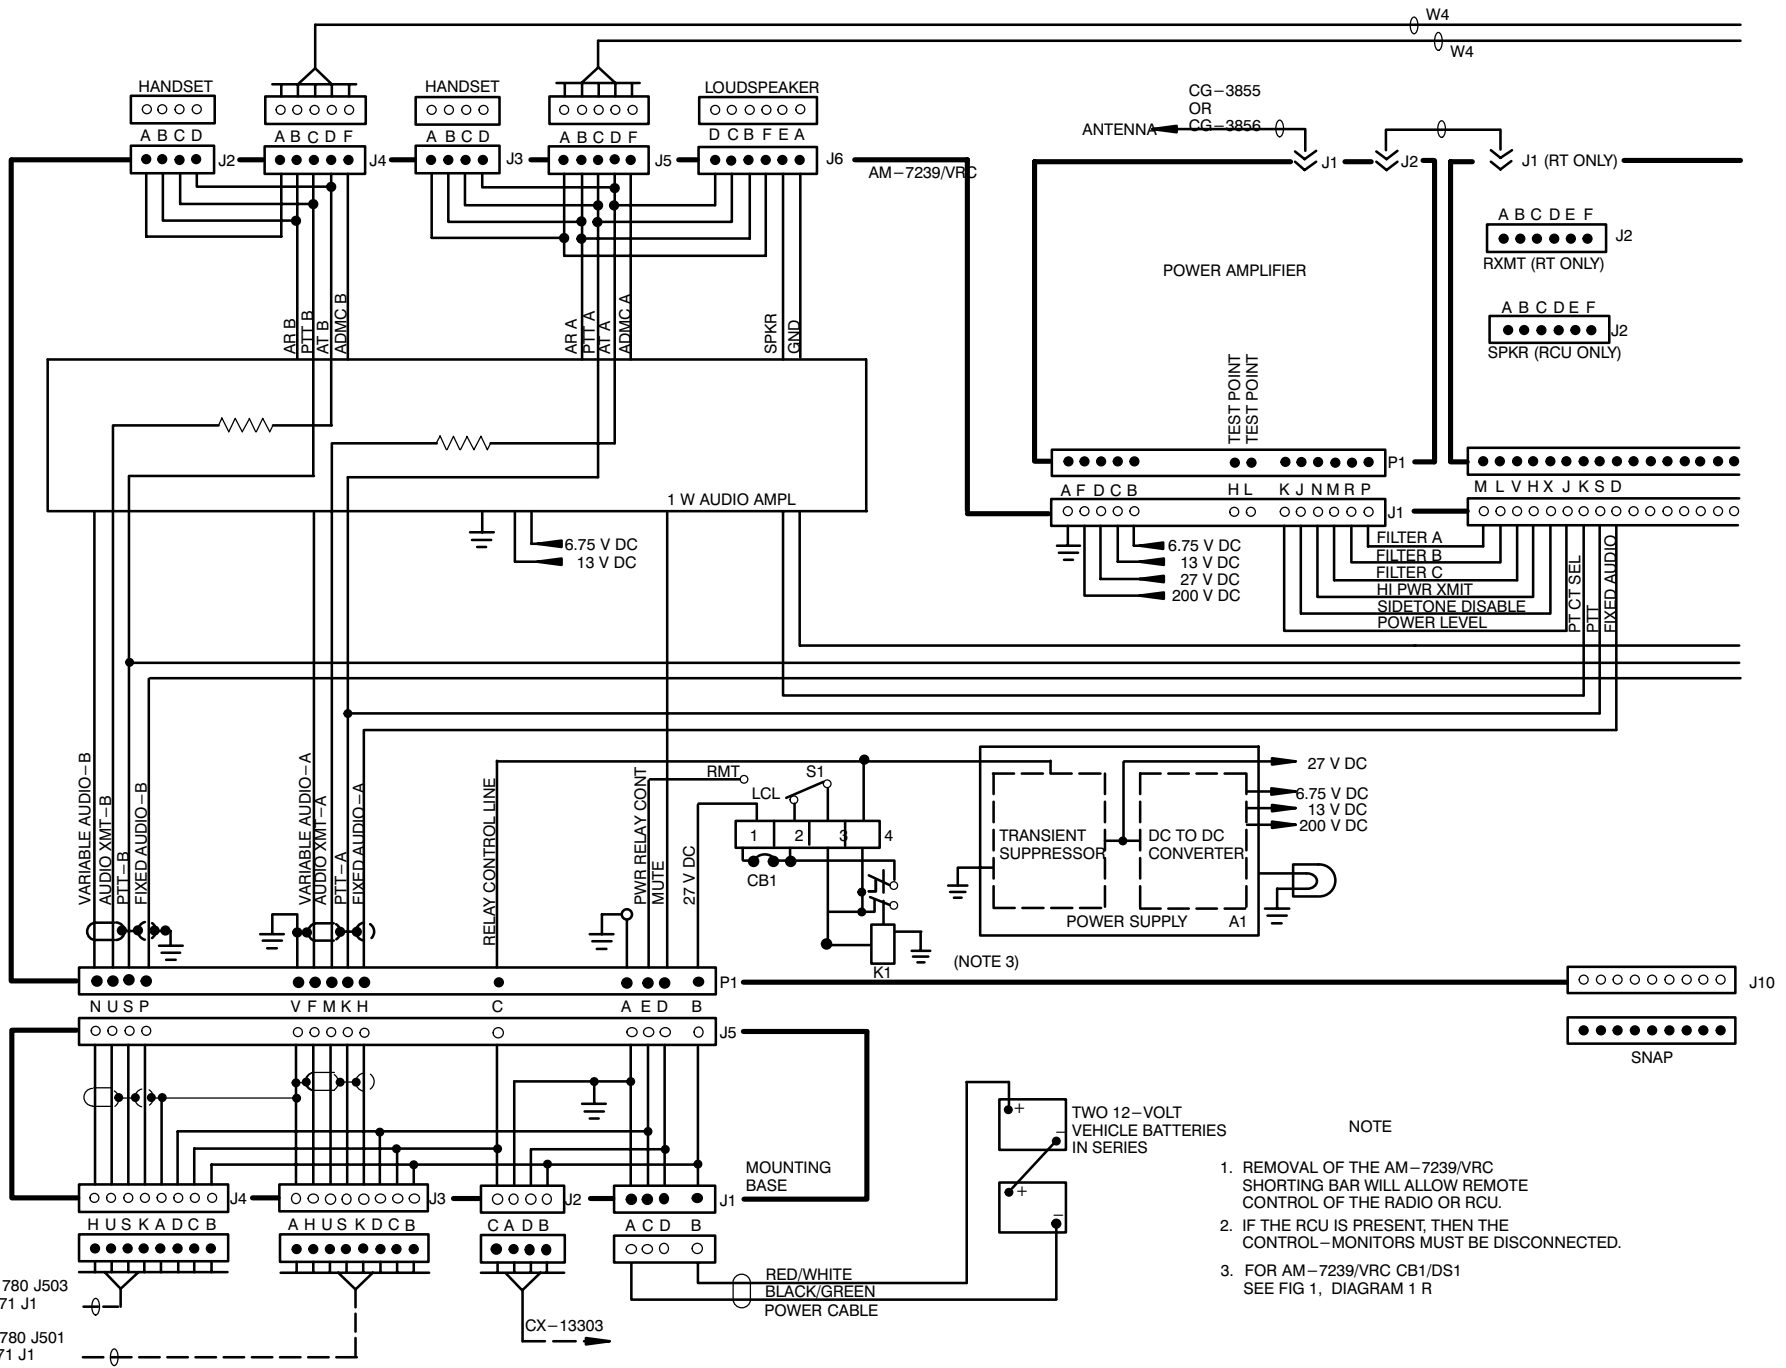 W4
W4
HANDSET
HANDSET
LOUDSPEAKER
CG-3855
OR
CG-3856
ANTENNA
A B C D
A B C D F
A B C D
A B C D F
D C B F E A
J2
J4
J3
J5
J6
AM-7239/VRC
J1
J2
J1 (RT ONLY)
A B C D E F
J2
RXMT (RT ONLY)
POWER AMPLIFIER
A B C D E F
J2
SPKR (RCU ONLY)
AR B
PTT B
AT B
ADMC B
AR A
PTT A
AT A
ADMC A
SPKR
GND
TEST POINT
TEST POINT
P1
1 W AUDIO AMPL
A F D C B
H L
K J N M R P
M L V H X J K S D
J1
6.75 V DC
13 V DC
6.75 V DC
13 V DC
27 V DC
200 V DC
FILTER A
FILTER B
FILTER C
HI PWR XMIT
SIDETONE DISABLE
POWER LEVEL
PT CT SEL
PTT
FIXED AUDIO
VARIABLE AUDIO-B
AUDIO XMT-B
PTT-B
FIXED AUDIO-B
VARIABLE AUDIO-A
AUDIO XMT-A
PTT-A
FIXED AUDIO-A
RELAY CONTROL LINE
PWR RELAY CONT
MUTE
27 V DC
RMT
S1
LCL
1 2 3 4
CB1
K1
(NOTE 3)
TRANSIENT
SUPPRESSOR
DC TO DC
CONVERTER
POWER SUPPLY
A1
27 V DC
6.75 V DC
13 V DC
200 V DC
P1
J10
N U S P
V F M K H
C
A E D
B
J5
SNAP
MOUNTING
BASE
J4
J3
J2
J1
H U S K A D C B
A H U S K D C B
C A D B
A C D
B
+
-
+
-
TWO 12-VOLT
VEHICLE BATTERIES
IN SERIES
RED/WHITE
BLACK/GREEN
POWER CABLE
780 J503
71 J1
780 J501
71 J1
CX-13303
NOTE
1. REMOVAL OF THE AM-7239/VRC
SHORTING BAR WILL ALLOW REMOTE
CONTROL OF THE RADIO OR RCU.
2. IF THE RCU IS PRESENT, THEN THE
CONTROL-MONITORS MUST BE DISCONNECTED.
3. FOR AM-7239/VRC CB1/DS1
SEE FIG 1, DIAGRAM 1 R